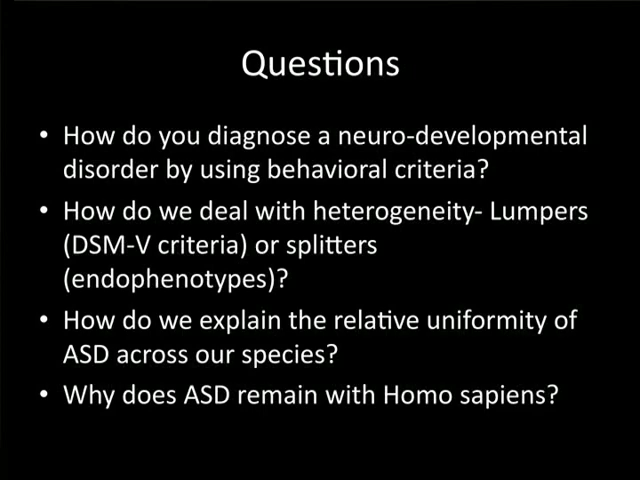 Questions
• How do you diagnose a neuro-developmental
disorder by using behavioral criteria?
• How do we deal with heterogeneity- Lumpers
(DSM-V criteria) or splitters
(endophenotypes)?
• How do we explain the relative uniformity of
ASD across our species?
• Why does ASD remain with Homo sapiens?